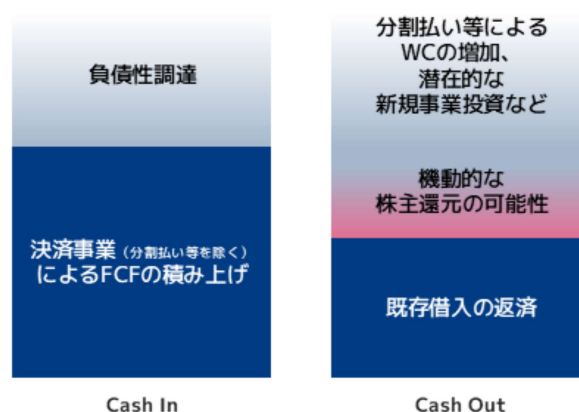 負債性調達
決済事業（分割払い等を除く）
によるFCFの積み上げ
Cash In
分割払い等による
WCの増加、
潜在的な
新規事業投資など
機動的な
株主還元の可能性
既存借入の返済
Cash Out